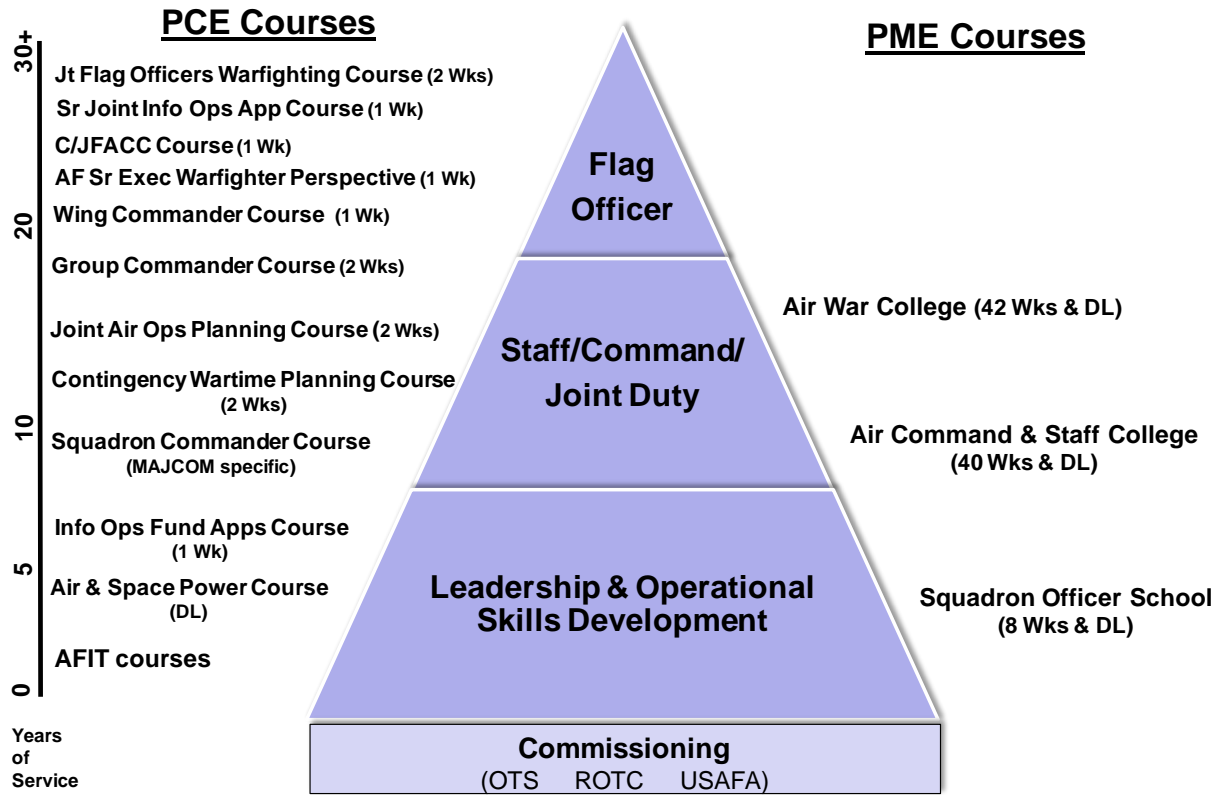 PCE Courses
PME Courses
30+
Jt Flag Officers Warfighting Course (2 Wks)
Sr Joint Info Ops App Course (1 Wk)
C/JFACC Course (1 Wk)
AF Sr Exec Warfighter Perspective (1 Wk)
Wing Commander Course (1 Wk)
20
Group Commander Course (2 Wks)
Joint Air Ops Planning Course (2 Wks)
Contingency Wartime Planning Course
(2 Wks)
10
Squadron Commander Course
(MAJCOM specific)
Info Ops Fund Apps Course
(1 Wk)
5
Air & Space Power Course
(DL)
AFIT courses
0
Years
of
Service
Flag
Officer
Staff/Command/
Joint Duty
Leadership & Operational
Skills Development
Commissioning
(OTS ROTC USAFA)
Air War College (42 Wks & DL)
Air Command & Staff College
(40 Wks & DL)
Squadron Officer School
(8 Wks & DL)